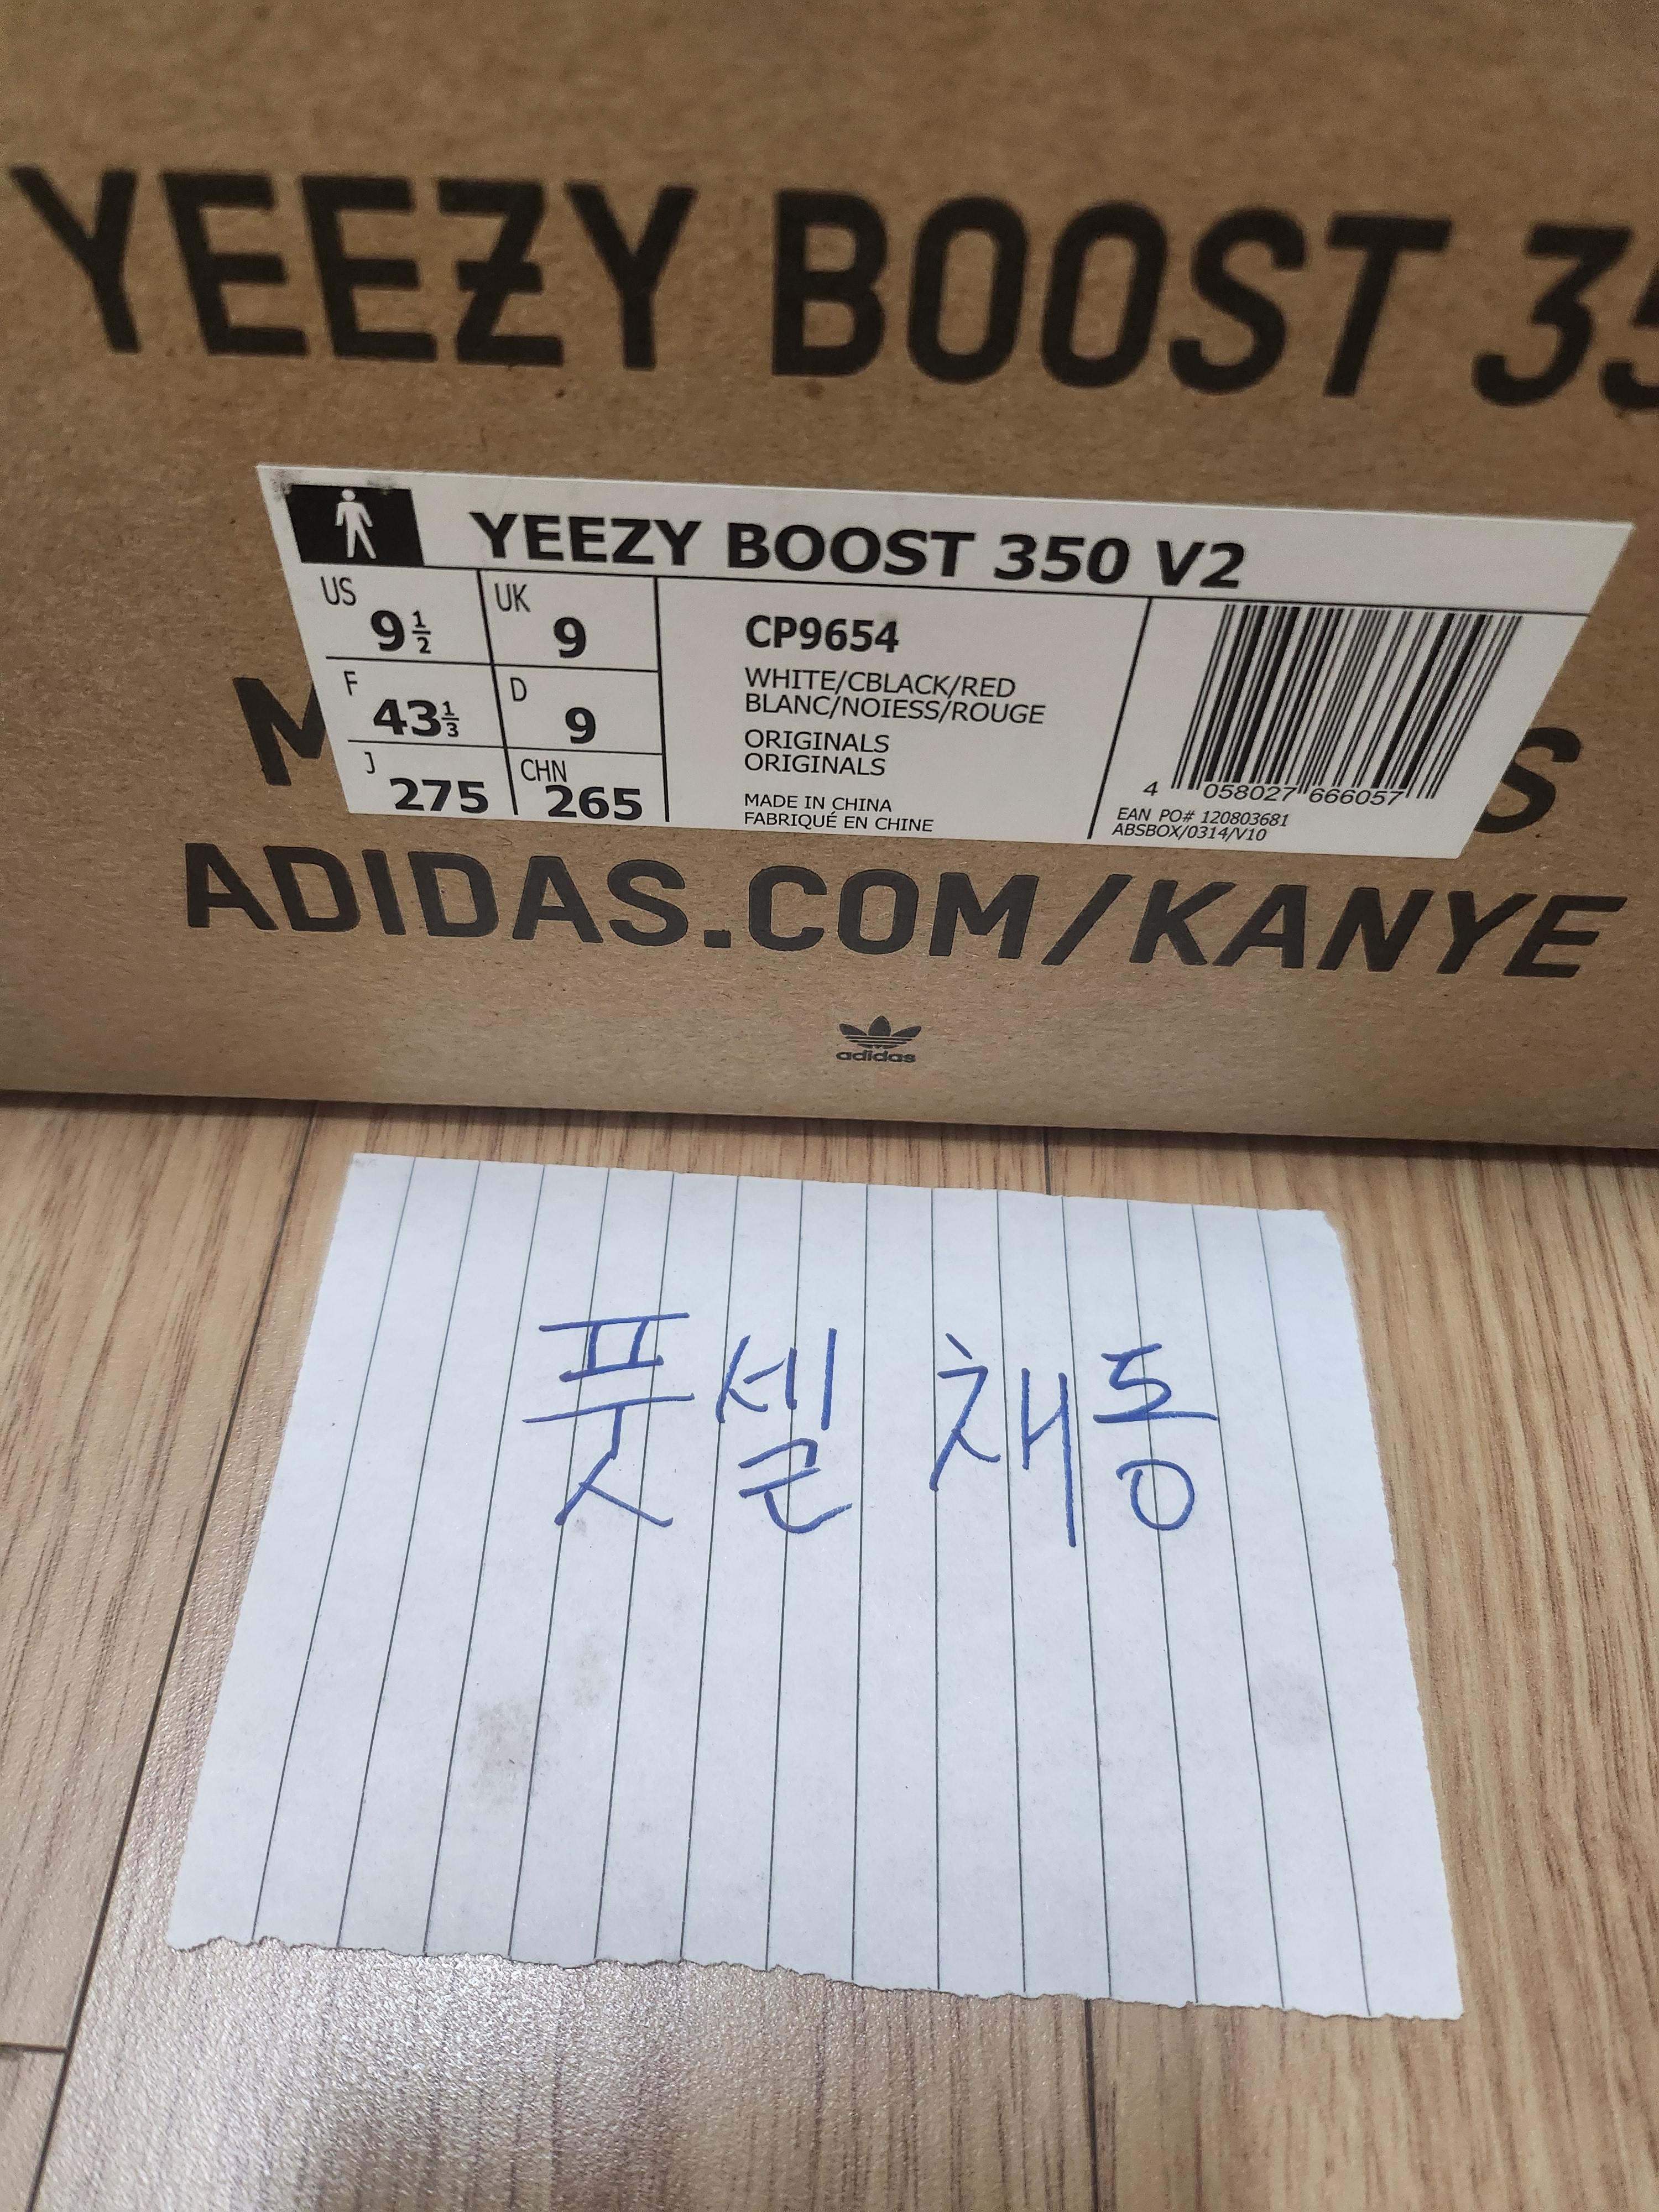 YEEZY BOOST 35
YEEZY BOOST 350 V2
US 9 1/2 UK 9
F 43 1/3 D 9
J 275 CHN 265
CP9654
WHITE/CBLACK/RED
BLANC/NOIESS/ROUGE
ORIGINALS
ORIGINALS
MADE IN CHINA
FABRIQUÉ EN CHINE
4 058027 666057
EAN PO# 120803681
ABSBOX/0314/V10
M S
ADIDAS.COM/KANYE
adidas
풋셀 채동